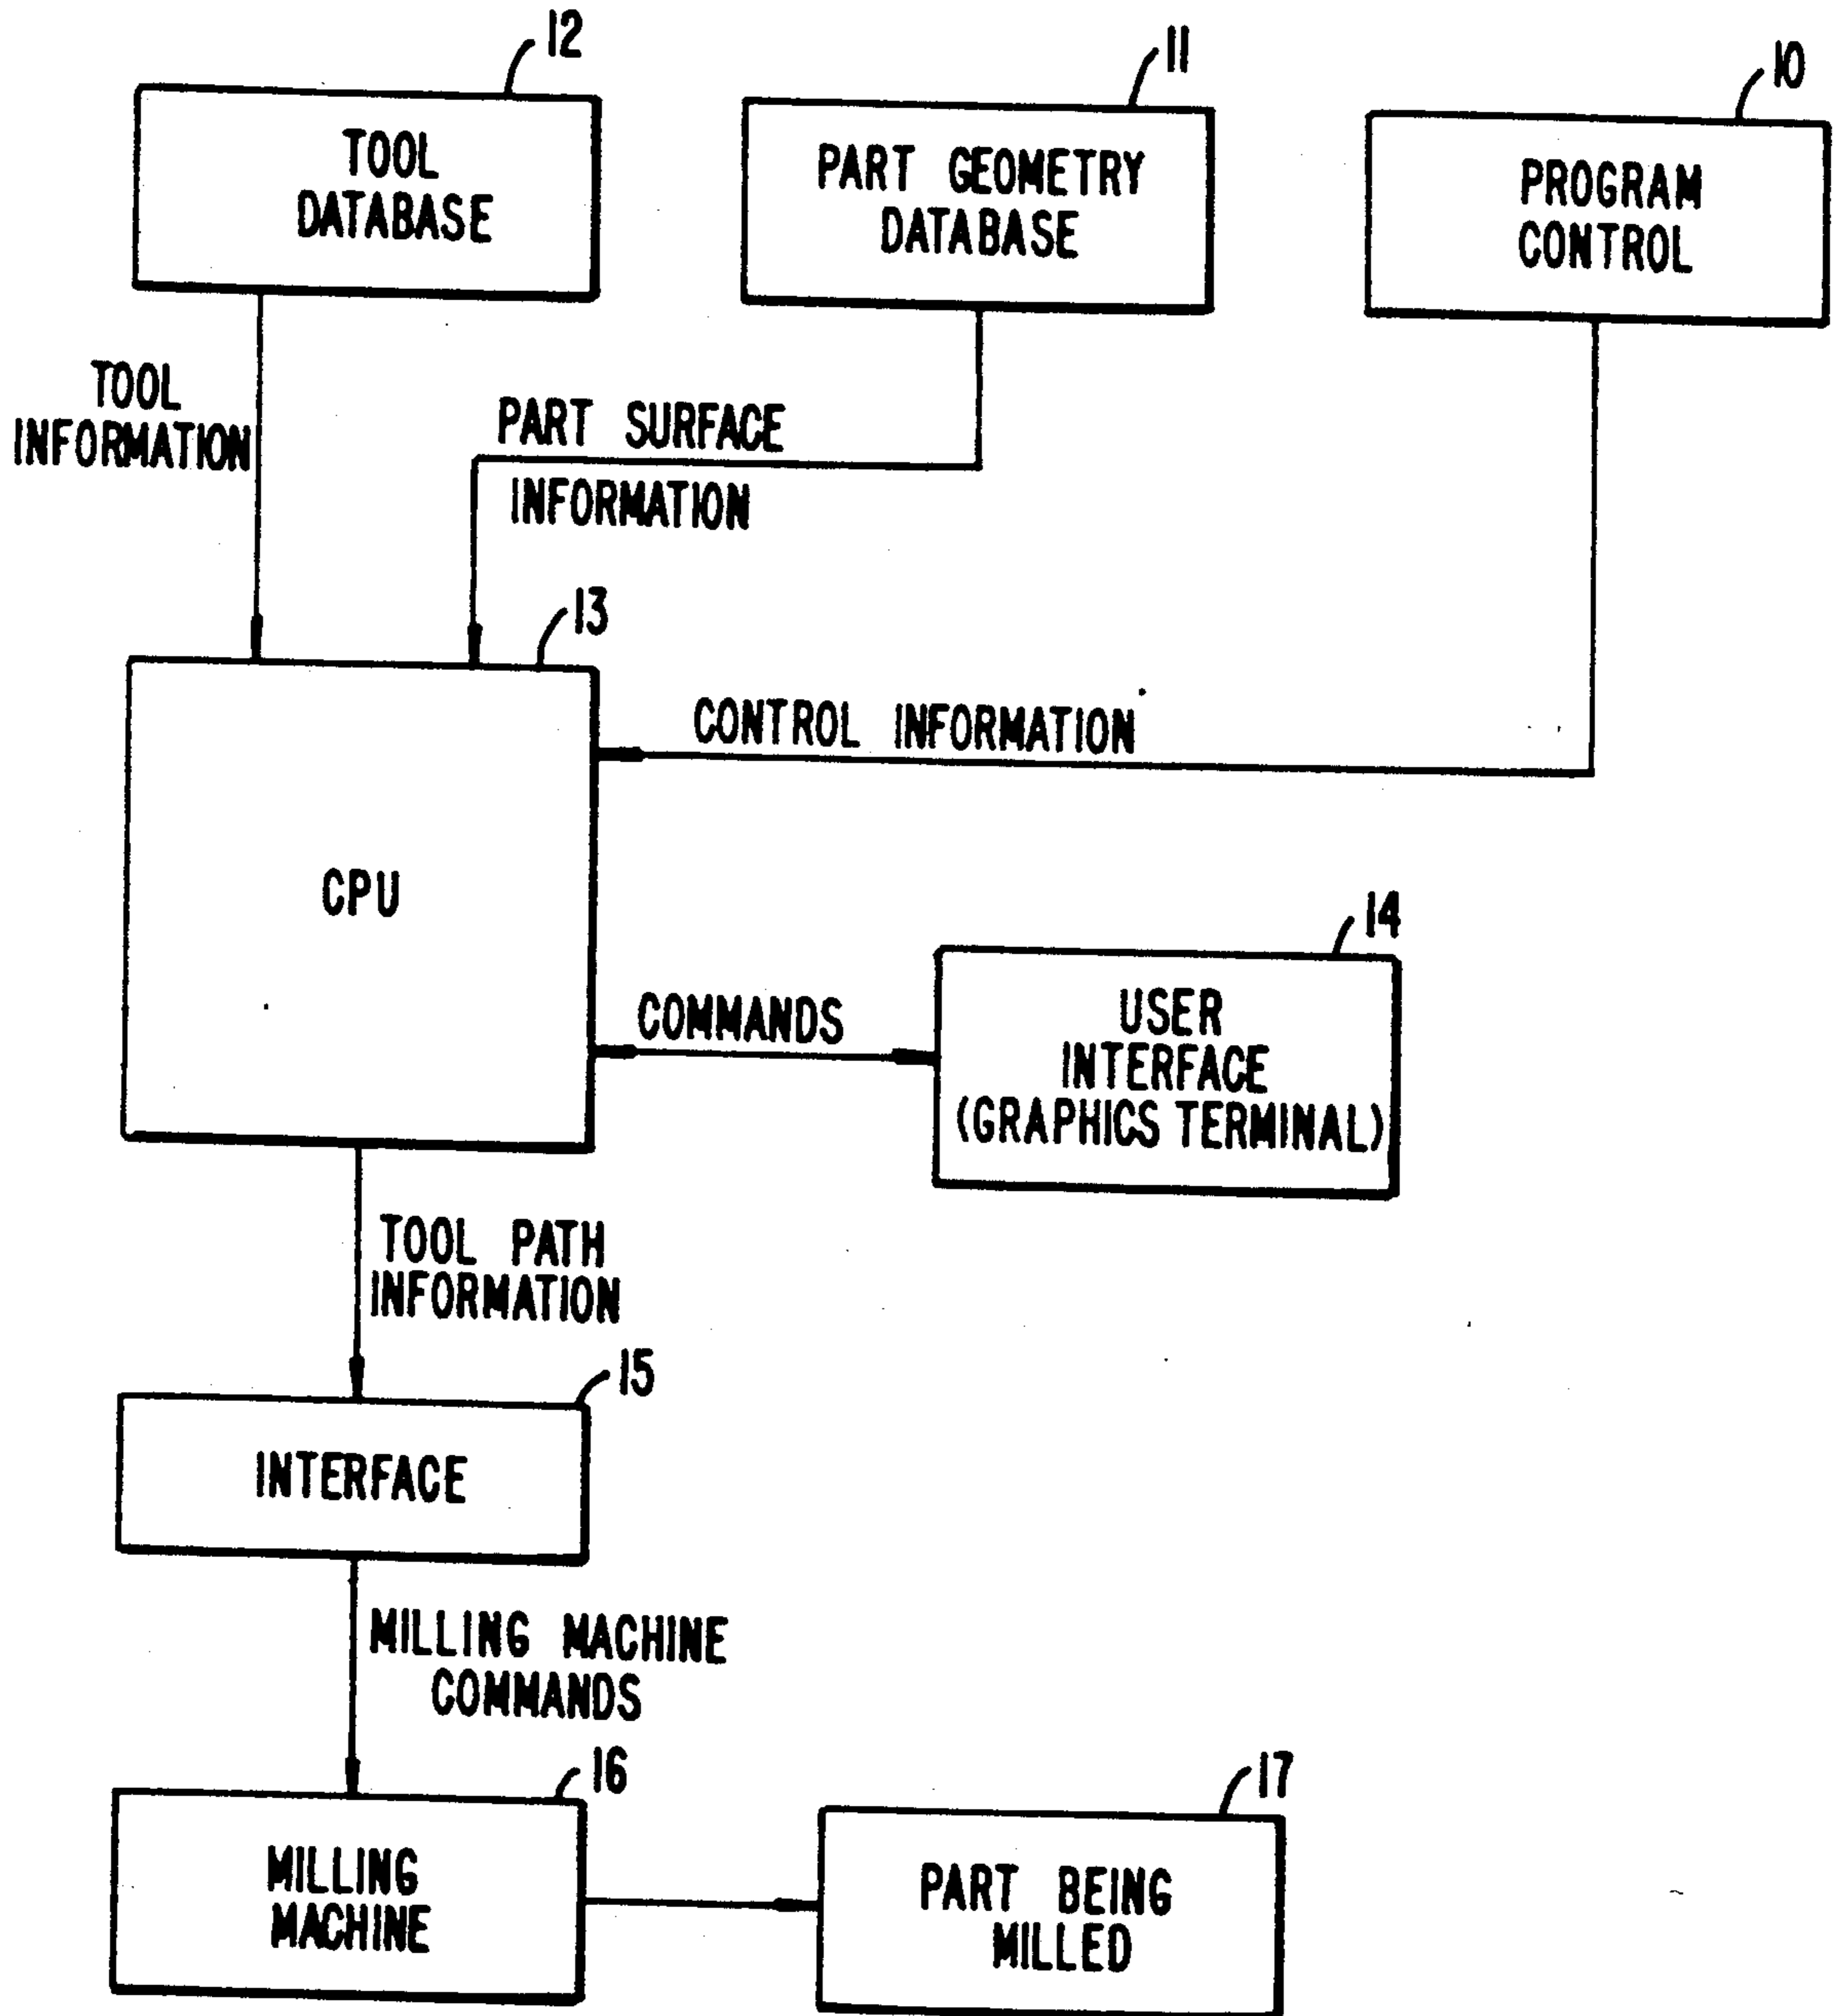 12
TOOL
DATABASE
11
PART GEOMETRY
DATABASE
10
PROGRAM
CONTROL
TOOL
INFORMATION
PART SURFACE
INFORMATION
13
CPU
CONTROL INFORMATION
COMMANDS
14
USER
INTERFACE
(GRAPHICS TERMINAL)
TOOL PATH
INFORMATION
15
INTERFACE
MILLING MACHINE
COMMANDS
16
MILLING
MACHINE
17
PART BEING
MILLED